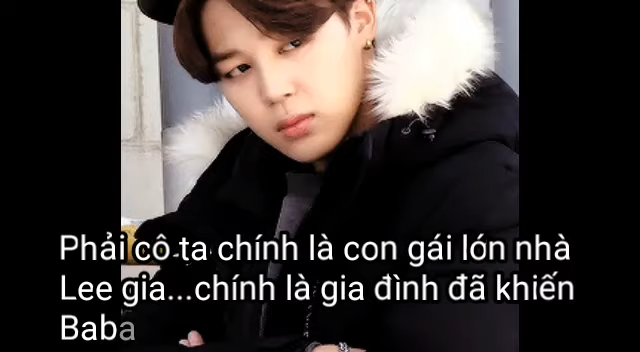 Phải cô ta chính là con gái lớn nhà
Lee gia...chính là gia đình đã khiến
Baba